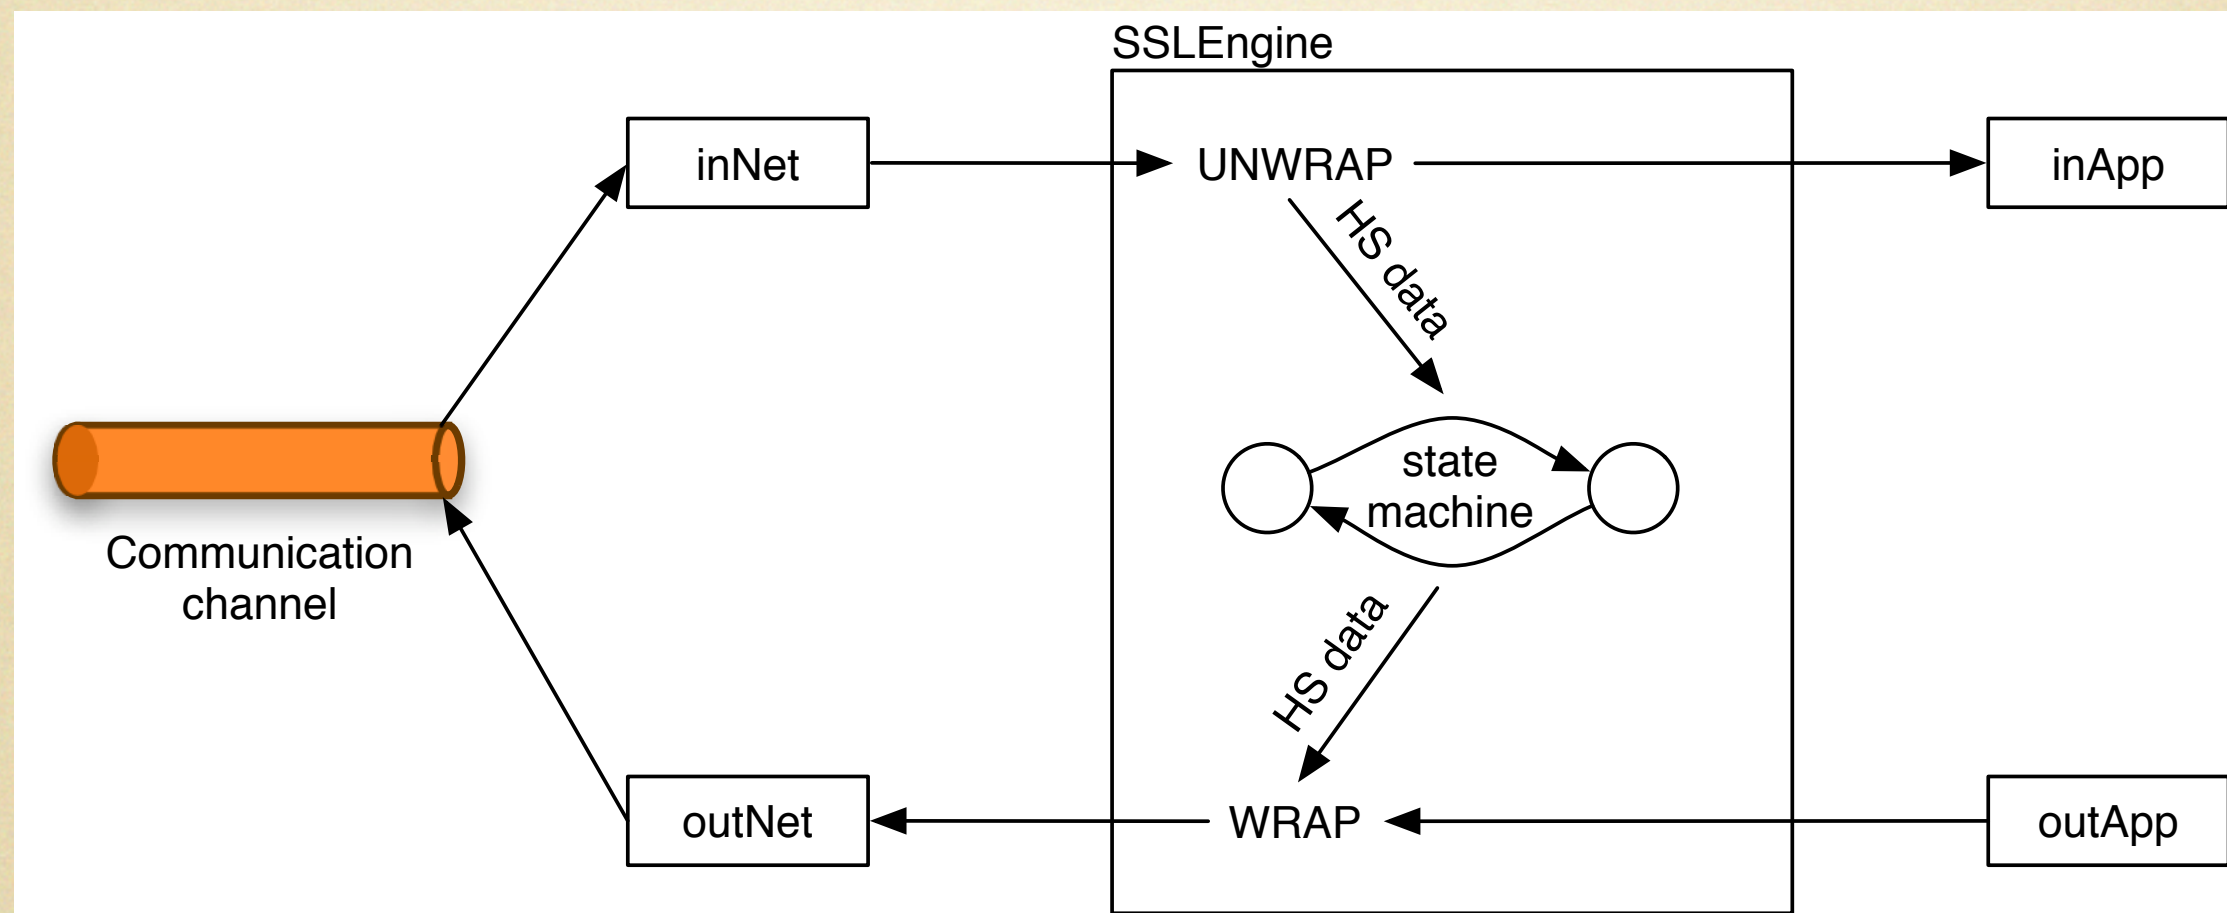 SSLEngine
inNet
UNWRAP
inApp
HS data
state
machine
Communication
channel
HS data
outNet
WRAP
outApp